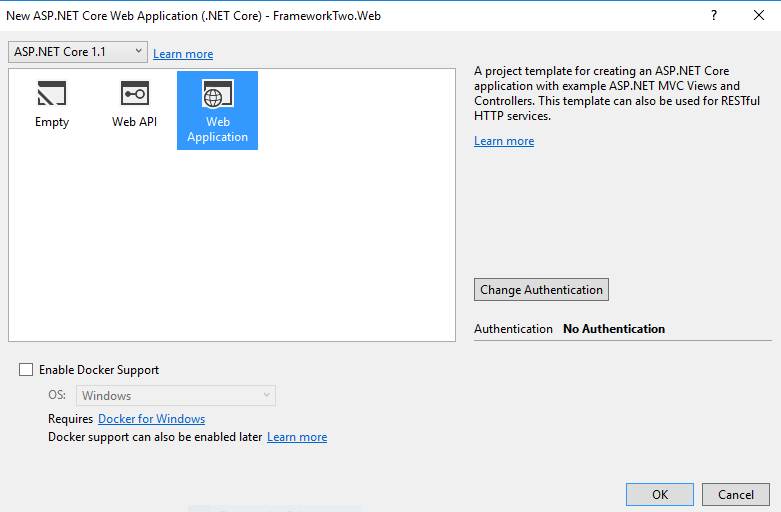 New ASP.NET Core Web Application (.NET Core) - FrameworkTwo.Web
?
ASP.NET Core 1.1
Learn more
Empty
Web API
Web
Application
A project template for creating an ASP.NET Core
application with example ASP.NET MVC Views and
Controllers. This template can also be used for RESTful
HTTP services.
Learn more
Change Authentication
Authentication No Authentication
Enable Docker Support
OS: Windows
Requires Docker for Windows
Docker support can also be enabled later Learn more
OK
Cancel